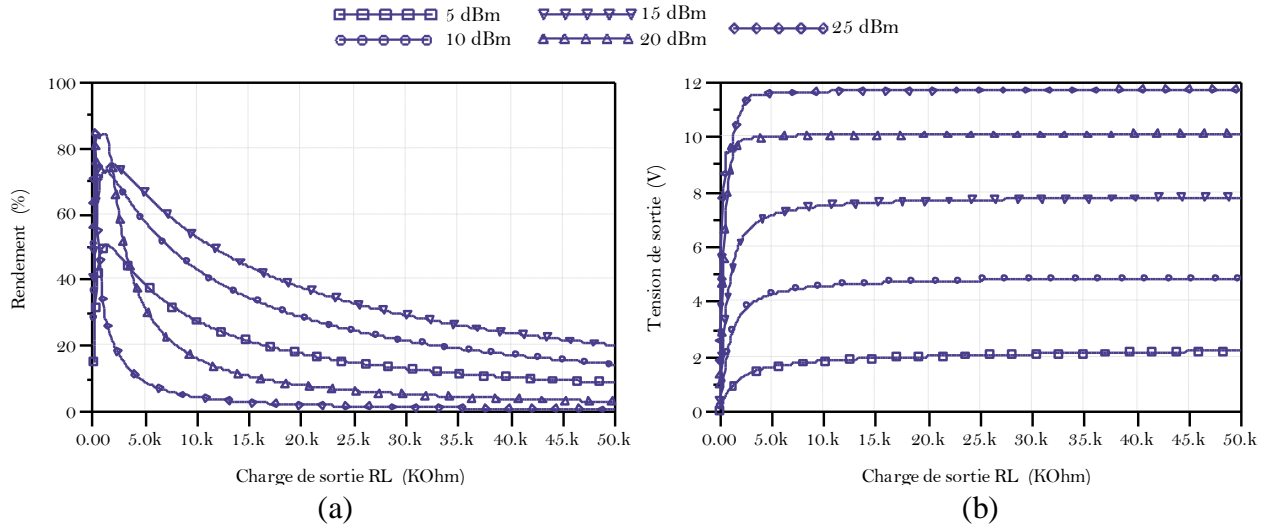 5 dBm
15 dBm
25 dBm
10 dBm
20 dBm
100
80
60
40
20
0
Rendement (%)
0.00 5.0k 10.k 15.k 20.k 25.k 30.k 35.k 40.k 45.k 50.k
Charge de sortie RL (KOhm)
(a)
12
10
8
6
4
2
0
Tension de sortie (V)
0.00 5.0k 10.k 15.k 20.k 25.k 30.k 35.k 40.k 45.k 50.k
Charge de sortie RL (KOhm)
(b)